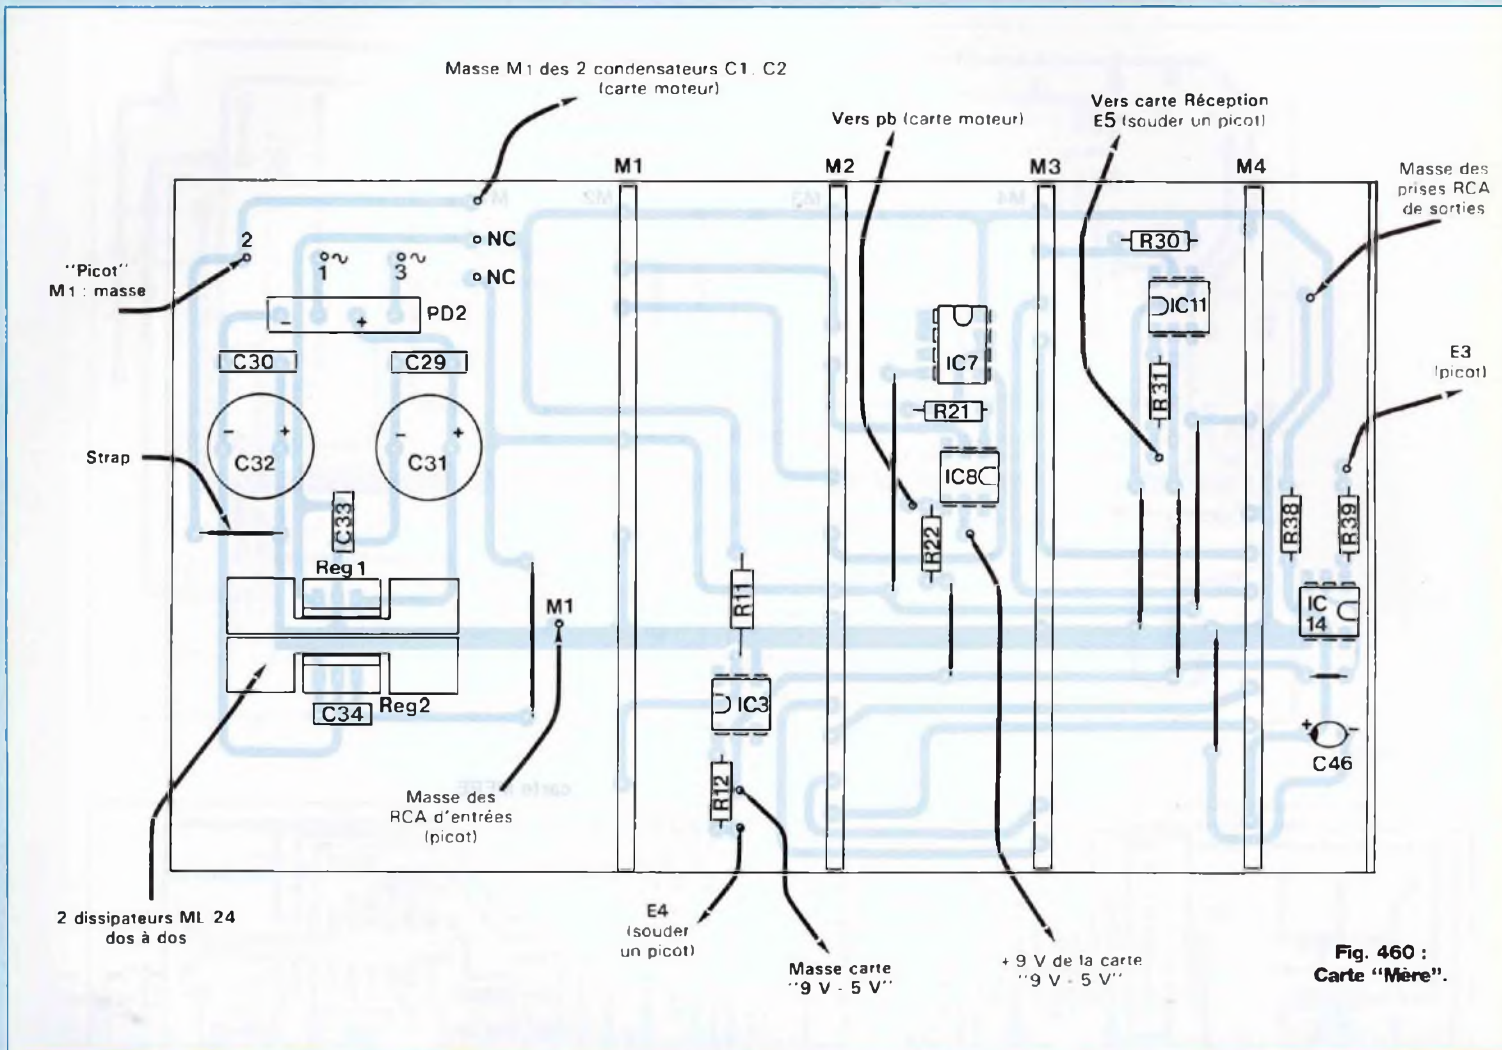 Masse M1 des 2 condensateurs C1. C2
(carte moteur)
Vers pb (carte moteur)
Vers carte Réception
E5 (souder un picot)
M1
M2
M3
M4
Masse des
prises RCA
de sorties
"Picot"
M1 : masse
2
1
3
NC
NC
- +
PD2
R30
IC11
IC7
C30
C29
E3
(picot)
R31
R21
- +
C32
- +
C31
Strap
IC8
C33
R38
R39
R22
Reg1
R11
M1
IC
14
Reg2
C34
IC3
+ -
C46
R12
Masse des
RCA d'entrées
(picot)
carte MERE
2 dissipateurs ML 24
dos à dos
E4
(souder
un picot)
Masse carte
"9 V - 5 V"
+ 9 V de la carte
"9 V - 5 V"
Fig. 460 :
Carte "Mère".